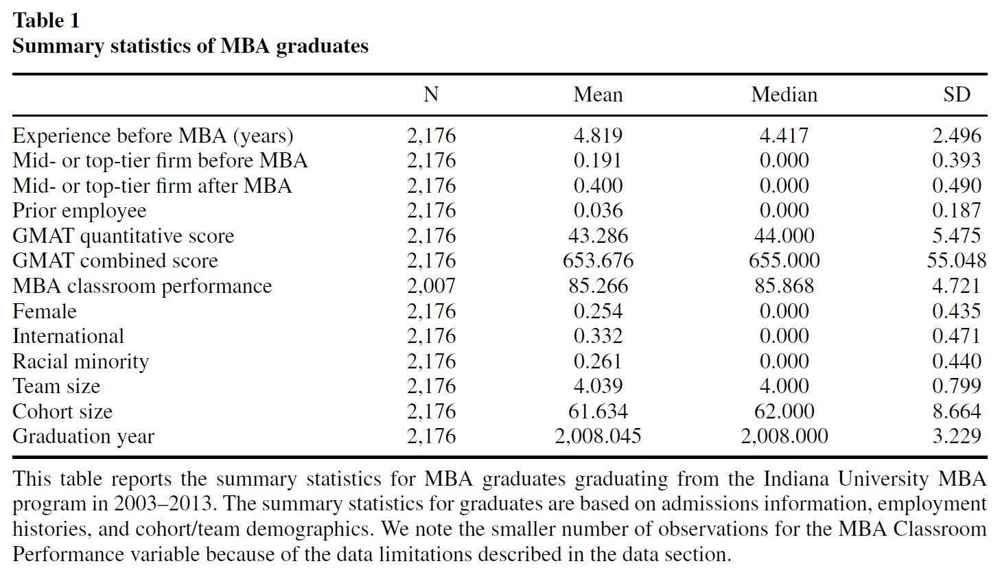 Table 1
Summary statistics of MBA graduates
N Mean Median SD
Experience before MBA (years) 2,176 4.819 4.417 2.496
Mid- or top-tier firm before MBA 2,176 0.191 0.000 0.393
Mid- or top-tier firm after MBA 2,176 0.400 0.000 0.490
Prior employee 2,176 0.036 0.000 0.187
GMAT quantitative score 2,176 43.286 44.000 5.475
GMAT combined score 2,176 653.676 655.000 55.048
MBA classroom performance 2,007 85.266 85.868 4.721
Female 2,176 0.254 0.000 0.435
International 2,176 0.332 0.000 0.471
Racial minority 2,176 0.261 0.000 0.440
Team size 2,176 4.039 4.000 0.799
Cohort size 2,176 61.634 62.000 8.664
Graduation year 2,176 2,008.045 2,008.000 3.229
This table reports the summary statistics for MBA graduates graduating from the Indiana University MBA
program in 2003–2013. The summary statistics for graduates are based on admissions information, employment
histories, and cohort/team demographics. We note the smaller number of observations for the MBA Classroom
Performance variable because of the data limitations described in the data section.